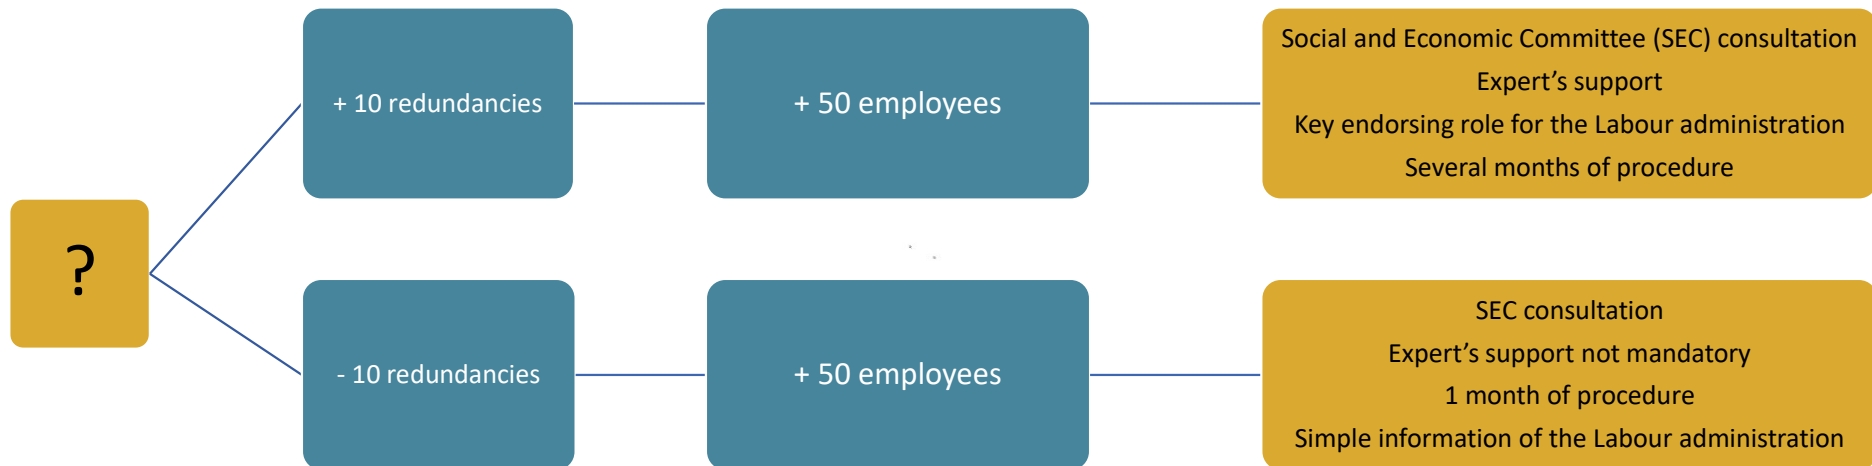 ?
+ 10 redundancies
+ 50 employees
Social and Economic Committee (SEC) consultation
Expert’s support
Key endorsing role for the Labour administration
Several months of procedure
- 10 redundancies
+ 50 employees
SEC consultation
Expert’s support not mandatory
1 month of procedure
Simple information of the Labour administration